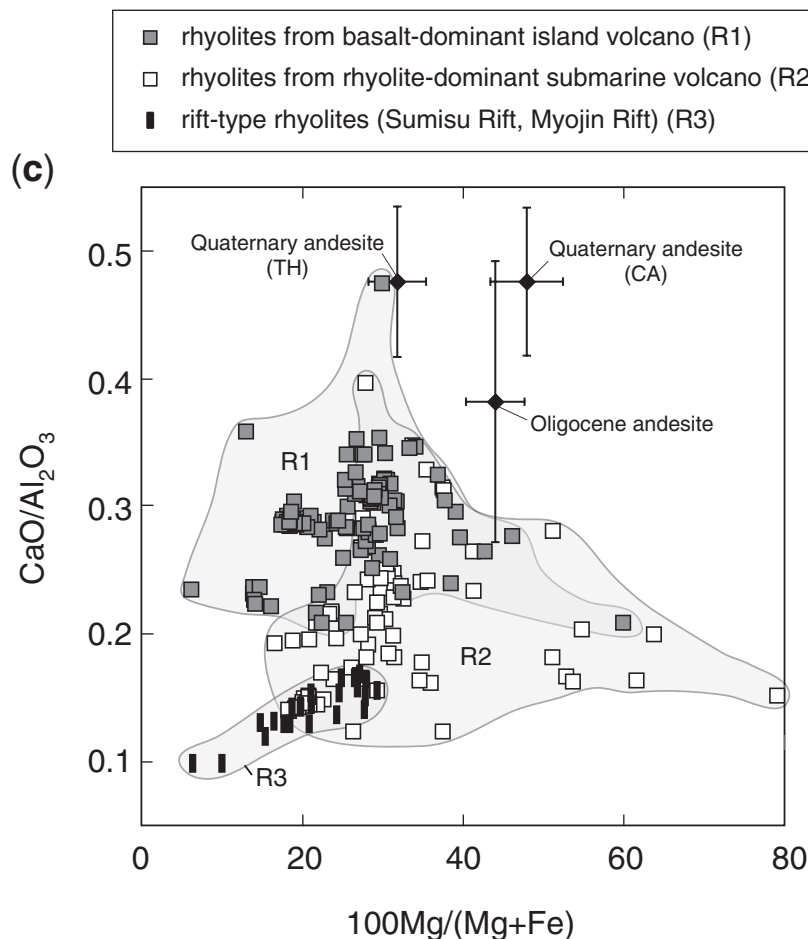 rhyolites from basalt-dominant island volcano (R1)
rhyolites from rhyolite-dominant submarine volcano (R2
rift-type rhyolites (Sumisu Rift, Myojin Rift) (R3)
(c)
Quaternary andesite
(TH)
Quaternary andesite
(CA)
Oligocene andesite
R1
R2
R3
0.5
0.4
0.3
0.2
0.1
CaO/Al₂O₃
0 20 40 60 80
100Mg/(Mg+Fe)